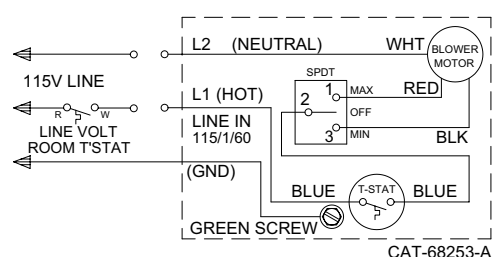 L2 (NEUTRAL)
WHT
BLOWER
MOTOR
115V LINE
SPDT
1
MAX
RED
L1 (HOT)
2
OFF
R
W
LINE VOLT
ROOM T'STAT
LINE IN
115/1/60
3
MIN
BLK
(GND)
BLUE
T-STAT
BLUE
GREEN SCREW
CAT-68253-A